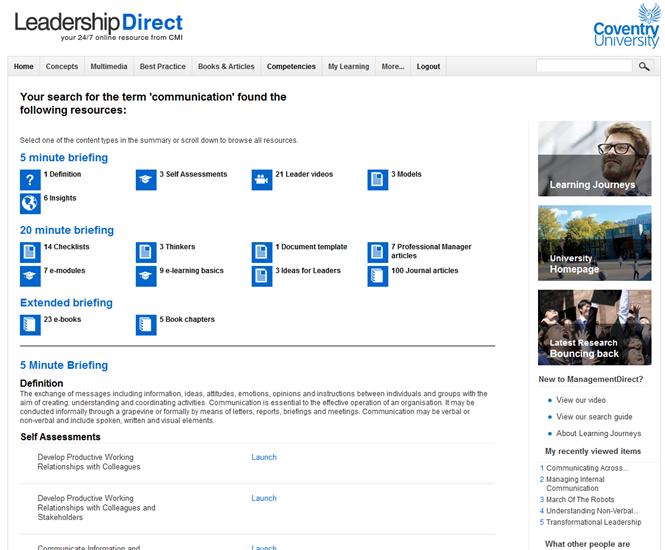 LeadershipDirect
your 24/7 online resource from CMI
Coventry
University
Home Concepts Multimedia Best Practice Books & Articles Competencies My Learning More... Logout
Your search for the term 'communication' found the
following resources:
Select one of the content types in the summary or scroll down to browse all resources.
5 minute briefing
1 Definition 3 Self Assessments 21 Leader videos 3 Models
6 Insights
20 minute briefing
14 Checklists 3 Thinkers 1 Document template 7 Professional Manager
articles
7 e-modules 9 e-learning basics 3 Ideas for Leaders 100 Journal articles
Extended briefing
23 e-books 5 Book chapters
5 Minute Briefing
Definition
The exchange of messages including information, ideas, attitudes, emotions, opinions and instructions between individuals and groups with the
aim of creating, understanding and coordinating activities. Communication is essential to the effective operation of an organisation. It may be
conducted informally through a grapevine or formally by means of letters, reports, briefings and meetings. Communication may be verbal or
non-verbal and include spoken, written and visual elements.
Self Assessments
Develop Productive Working
Relationships with Colleagues
Launch
Develop Productive Working
Relationships with Colleagues and
Stakeholders
Launch
Communicate Information and
Launch
Learning Journeys
University
Homepage
Latest Research
Bouncing back
New to ManagementDirect?
View our video
View our search guide
About Learning Journeys
My recently viewed items
1 Communicating Across...
2 Managing Internal
Communication
3 March Of The Robots
4 Understanding Non-Verbal...
5 Transformational Leadership
What other people are